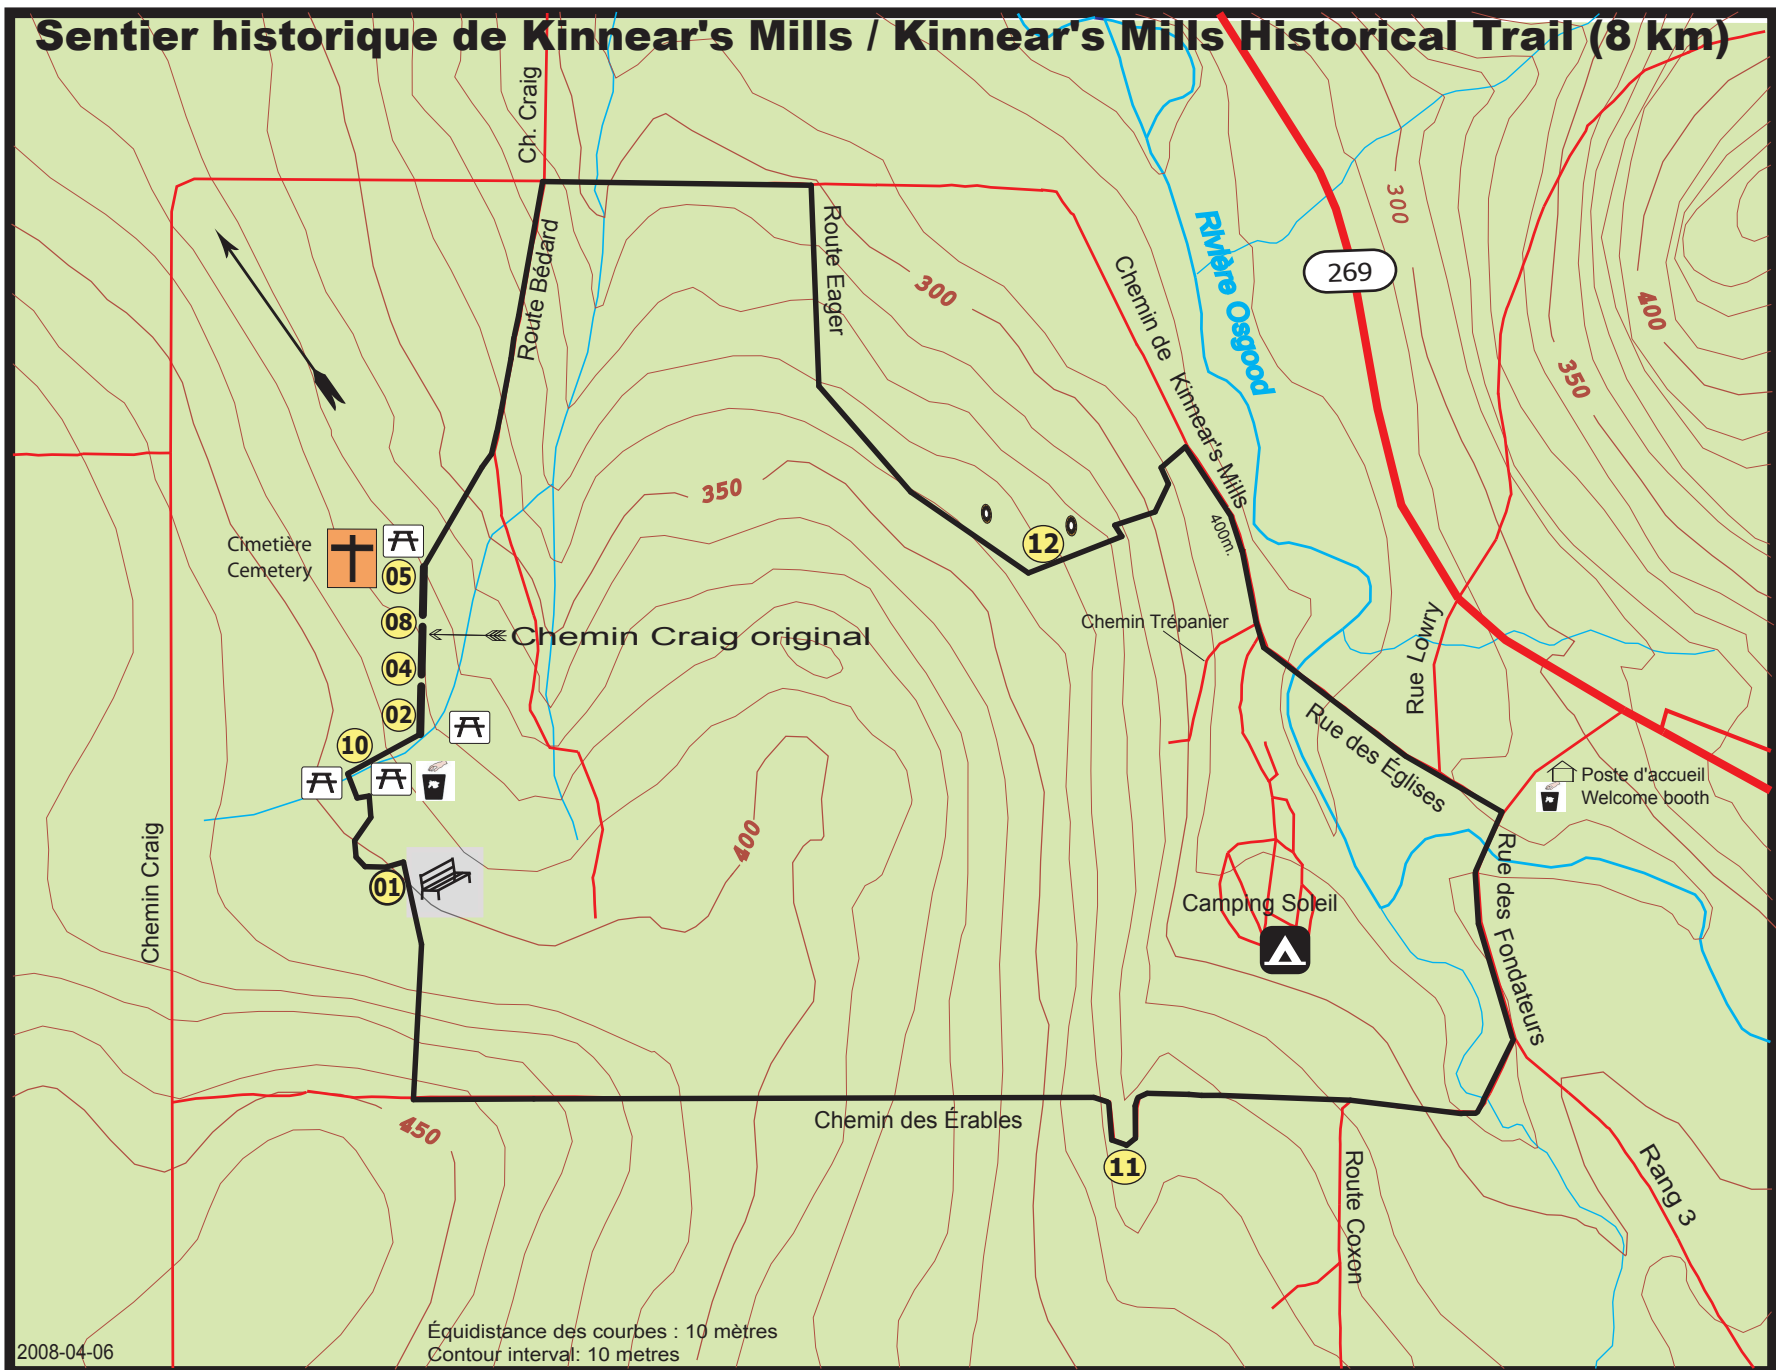 Sentier historique de Kinnear's Mills / Kinnear's Mills Historical Trail (8 km)
Ch. Craig
Route Bédard
Route Eager
300
Chemin de Kinnear's Mills
400m.
Rivière Osgood
269
300
400
350
350
Cimetière
Cemetery
05
08
04
02
10
01
Chemin Craig original
12
Chemin Trépanier
Rue Lowry
Rue des Églises
Poste d'accueil
Welcome booth
Rue des Fondateurs
Camping Soleil
400
Chemin Craig
450
Chemin des Érables
11
Route Coxon
Rang 3
Équidistance des courbes : 10 mètres
Contour interval: 10 metres
2008-04-06